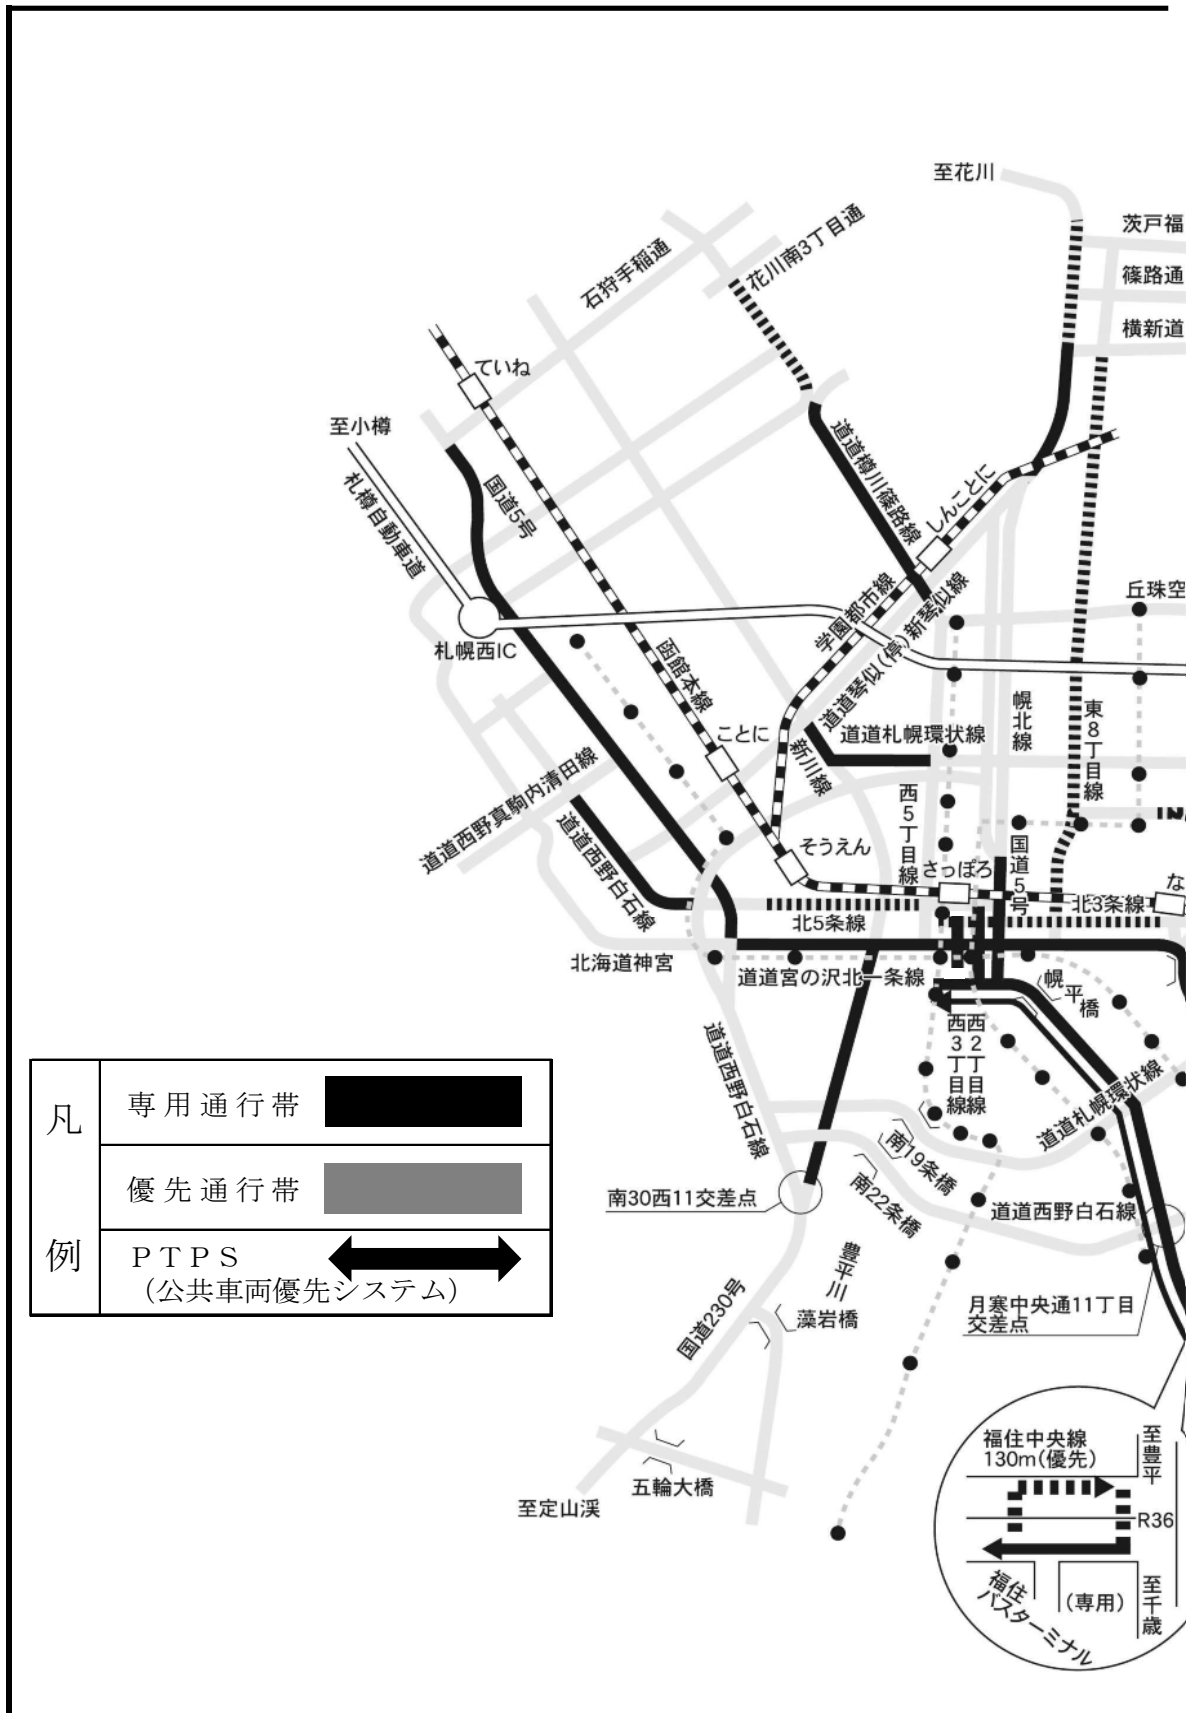 至花川
茨戸福
篠路通
横新道
花川南3丁目通
石狩手稲通
ていね
至小樽
札樽自動車道
国道5号
道道樽川篠路線
しんことに
学園都市線
道道琴似(停)新琴似線
丘珠空
札幌西IC
函館本線
ことに
新川線
道道札幌環状線
幌北線
東8丁目線
西5丁目線
道道西野真駒内清田線
道道西野白石線
そうえん
さっぽろ
国道5号
な
北3条線
北5条線
北海道神宮
道道宮の沢北一条線
幌平橋
西3丁目線
西2丁目線
道道西野白石線
道道札幌環状線
南19条橋
南22条橋
南30西11交差点
道道西野白石線
豊平川
国道230号
藻岩橋
月寒中央通11丁目
交差点
五輪大橋
至定山渓
福住中央線
130m(優先)
至豊平
R36
福住
バスターミナル
(専用)
至千歳
凡例
専用通行帯
優先通行帯
PTPS
(公共車両優先システム)